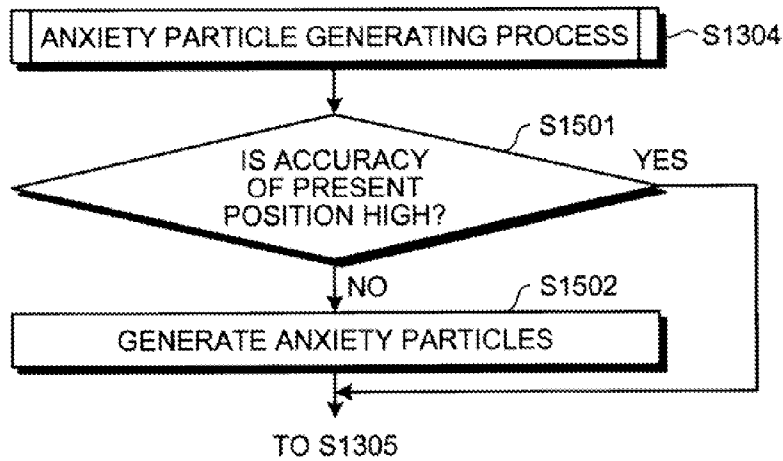 ANXIETY PARTICLE GENERATING PROCESS
S1304
S1501
IS ACCURACY
OF PRESENT
POSITION HIGH?
YES
NO
S1502
GENERATE ANXIETY PARTICLES
TO S1305